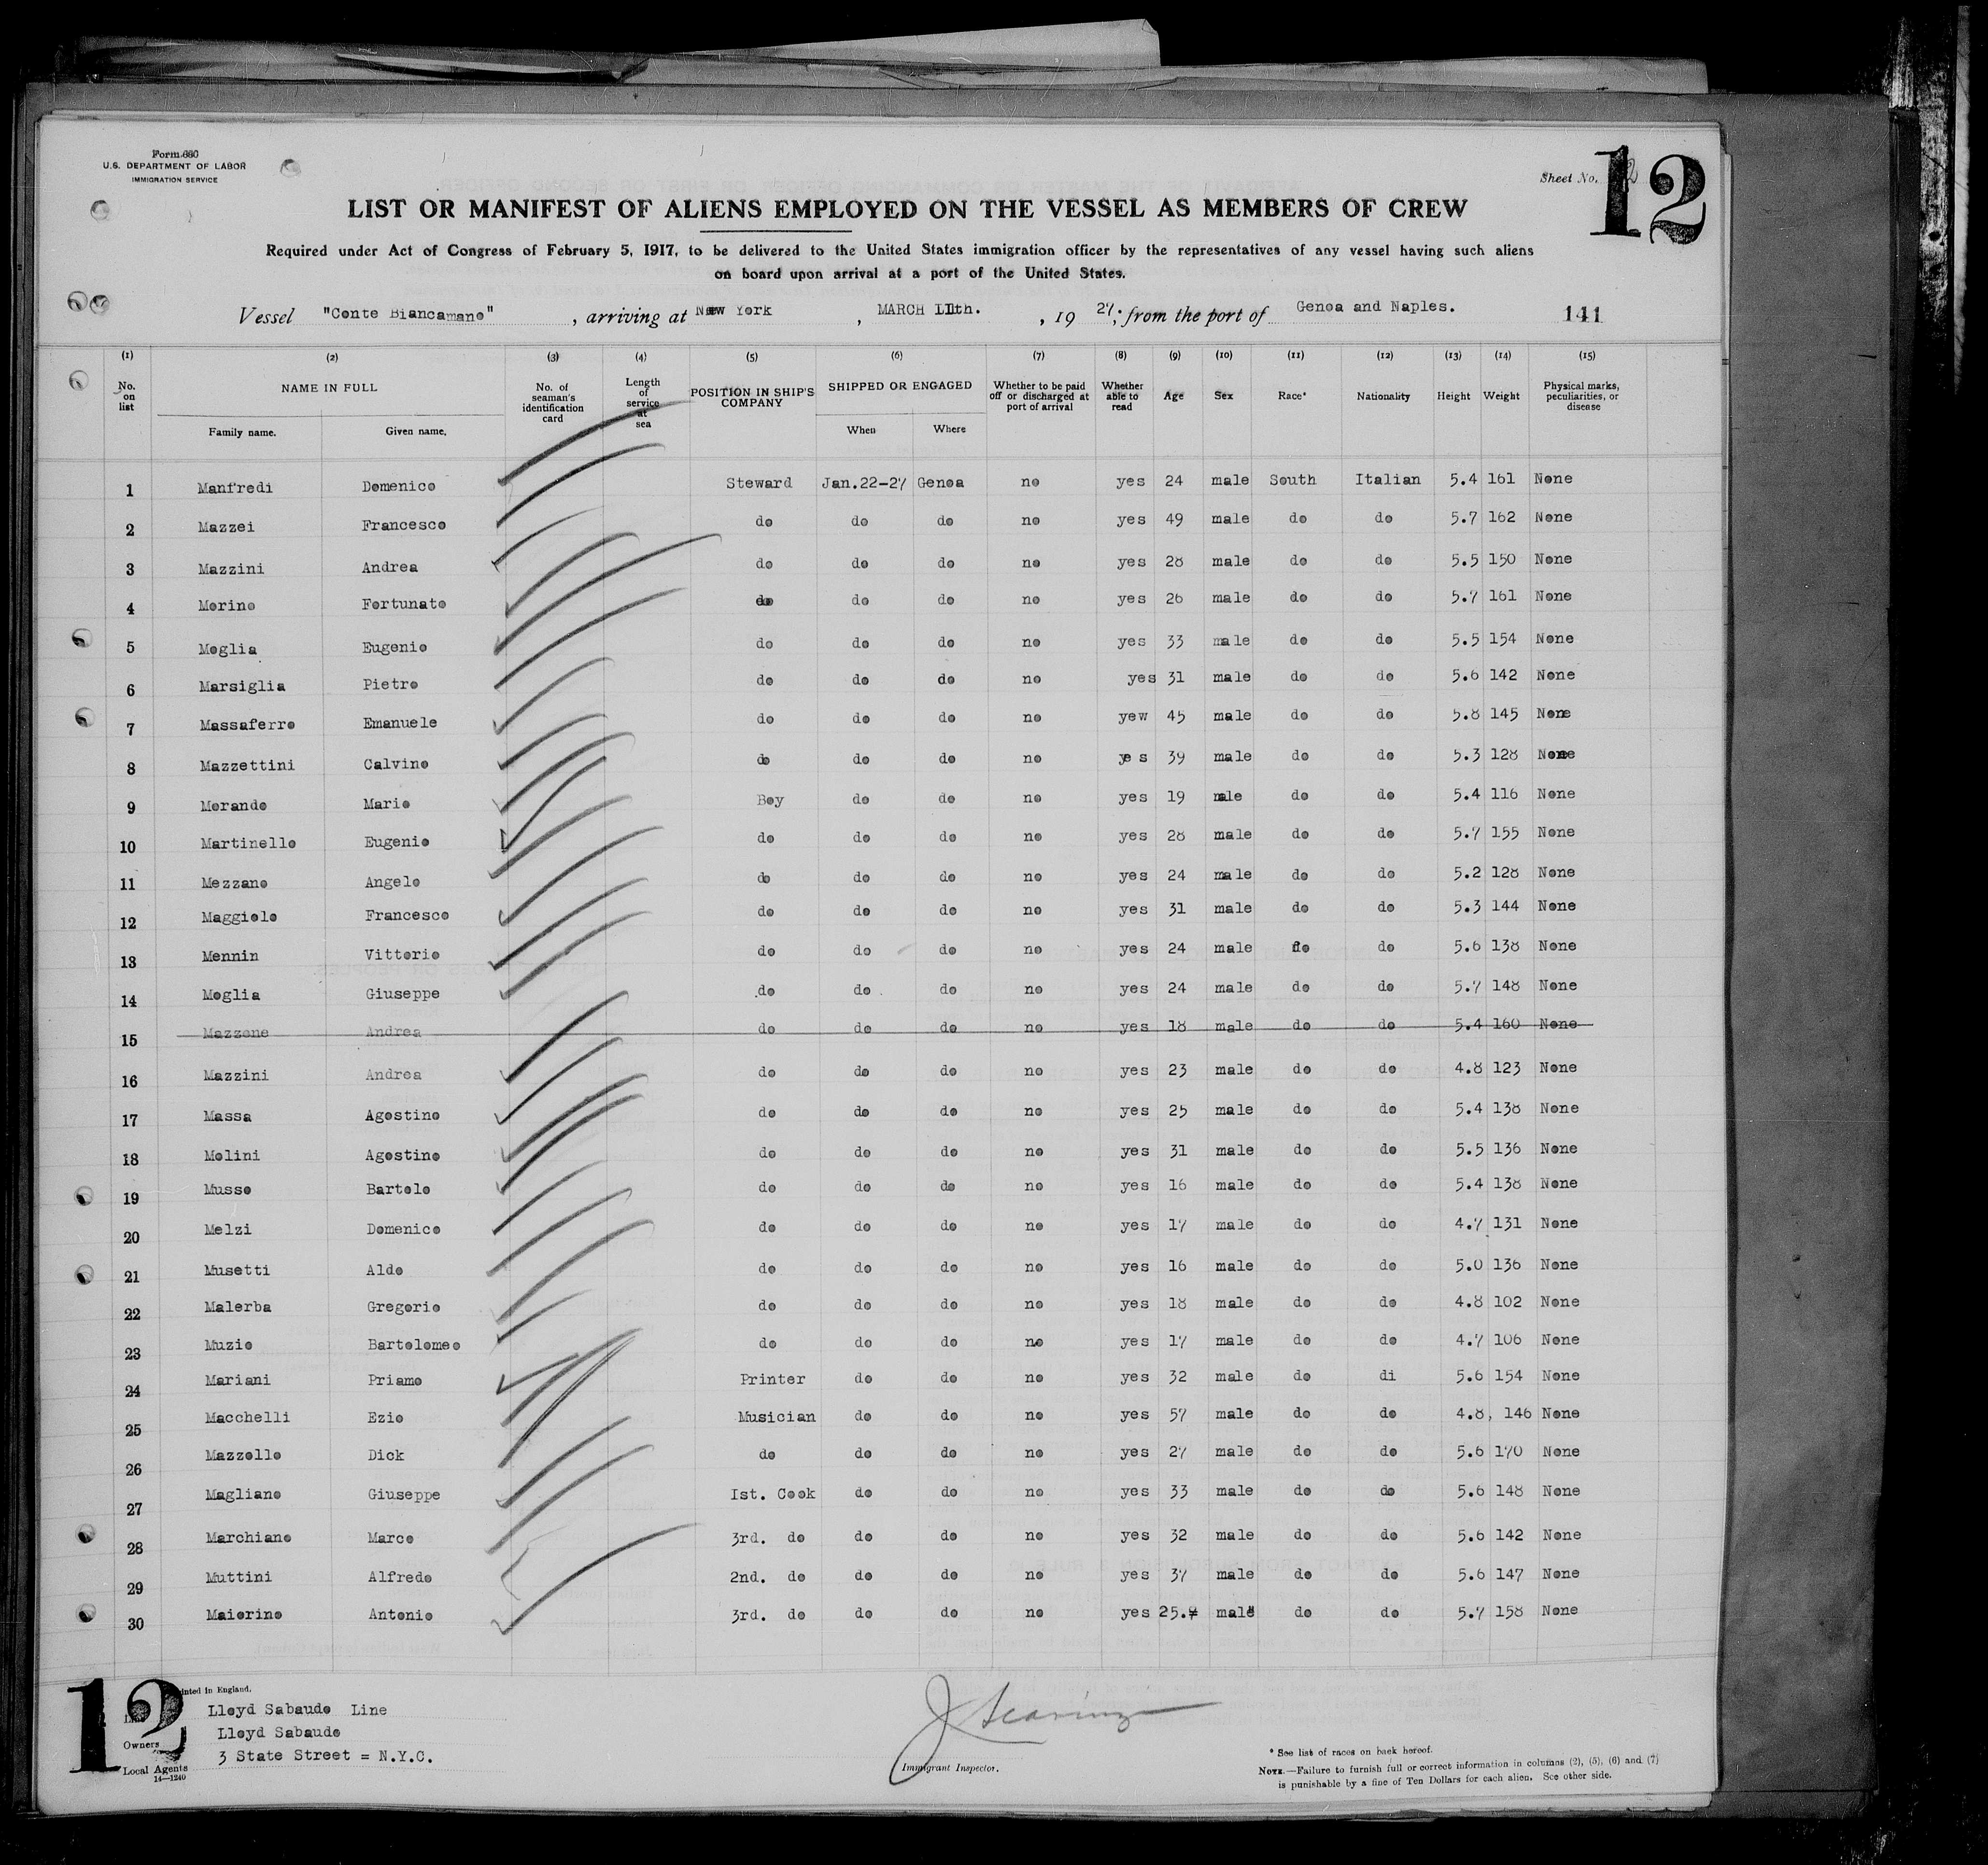 Form 680
U.S. DEPARTMENT OF LABOR
IMMIGRATION SERVICE
Sheet No. 12
12
LIST OR MANIFEST OF ALIENS EMPLOYED ON THE VESSEL AS MEMBERS OF CREW
Required under Act of Congress of February 5, 1917, to be delivered to the United States immigration officer by the representatives of any vessel having such aliens
on board upon arrival at a port of the United States.
Vessel "Conte Biancamano", arriving at New York, MARCH 11th., 1927; from the port of Genoa and Naples. 141
(1) (2) (3) (4) (5) (6) (7) (8) (9) (10) (11) (12) (13) (14) (15)
No. on list NAME IN FULL Family name. Given name. No. of seaman's identification card Length of service at sea POSITION IN SHIP'S COMPANY SHIPPED OR ENGAGED When Where Whether to be paid off or discharged at port of arrival Whether able to read Age Sex Race* Nationality Height Weight Physical marks, peculiarities, or disease
1 Manfredi Domenico Steward Jan.22-27 Genoa no yes 24 male South Italian 5.4 161 None
2 Mazzei Francesco do do do no yes 49 male do do 5.7 162 None
3 Mazzini Andrea do do do no yes 28 male do do 5.5 150 None
4 Morino Fortunato do do do no yes 26 male do do 5.7 161 None
5 Moglia Eugenio do do do no yes 33 male do do 5.5 154 None
6 Marsiglia Pietro do do do no yes 31 male do do 5.6 142 None
7 Massaferro Emanuele do do do no yew 45 male do do 5.8 145 None
8 Mazzettini Calvino do do do no yes 39 male do do 5.3 128 None
9 Morando Mario Boy do do no yes 19 male do do 5.4 116 None
10 Martinello Eugenio do do do no yes 28 male do do 5.7 155 None
11 Mezzano Angelo do do do no yes 24 male do do 5.2 128 None
12 Maggiolo Francesco do do do no yes 31 male do do 5.3 144 None
13 Mennin Vittorio do do do no yes 24 male do do 5.6 138 None
14 Moglia Giuseppe do do do no yes 24 male do do 5.7 148 None
15 Mazzone Andrea do do do no yes 18 male do do 5.4 160 None
16 Mazzini Andrea do do do no yes 23 male do do 4.8 123 None
17 Massa Agostino do do do no yes 25 male do do 5.4 138 None
18 Molini Agostino do do do no yes 31 male do do 5.5 136 None
19 Musso Bartolo do do do no yes 16 male do do 5.4 138 None
20 Melzi Domenico do do do no yes 17 male do do 4.7 131 None
21 Musetti Aldo do do do no yes 16 male do do 5.0 136 None
22 Malerba Gregorio do do do no yes 18 male do do 4.8 102 None
23 Muzio Bartolomeo do do do no yes 17 male do do 4.7 106 None
24 Mariani Priamo Printer do do no yes 32 male do di 5.6 154 None
25 Macchelli Ezio Musician do do no yes 57 male do do 4.8, 146 None
26 Mazzollo Dick do do do no yes 27 male do do 5.6 170 None
27 Magliano Giuseppe Ist. Cook do do no yes 33 male do do 5.6 148 None
28 Marchiano Marco 3rd. do do do no yes 32 male do do 5.6 142 None
29 Muttini Alfredo 2nd. do do do no yes 37 male do do 5.6 147 None
30 Maiorino Antonio 3rd. do do do no yes 25. male do do 5.7 158 None
12
Printed in England.
Lloyd Sabaudo Line
Owners Lloyd Sabaudo
Local Agents 3 State Street = N.Y.C.
14—1240
Immigrant Inspector.
* See list of races on back hereof.
NOTE.—Failure to furnish full or correct information in columns (2), (5), (6) and (7)
is punishable by a fine of Ten Dollars for each alien. See other side.